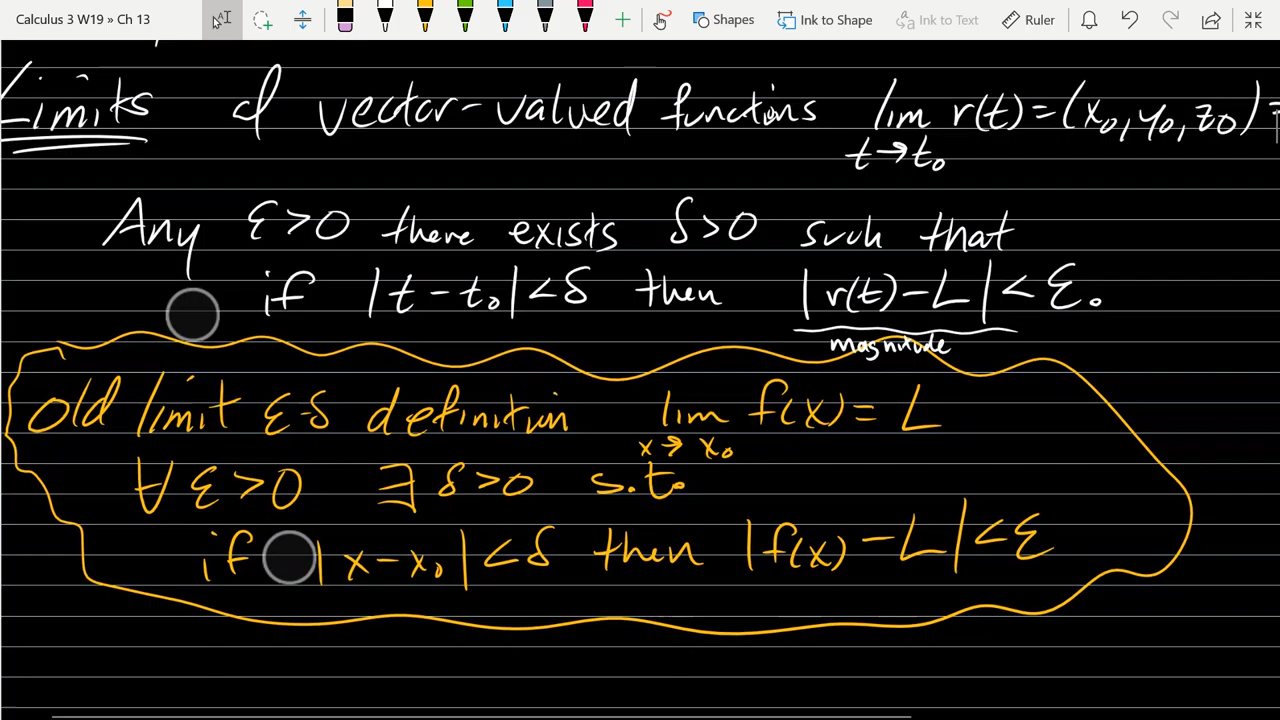 Calculus 3 W19 » Ch 13
Shapes
Ink to Shape
Ink to Text
Ruler
Limits of vector-valued functions lim r(t)=(x₀,y₀,z₀)=
t→t₀
Any ε>0 there exists δ>0 such that
if |t-t₀|<δ then |r(t)-L|<ε.
magnitude
Old limit ε-δ definition lim f(x)=L
x→x₀
∀ε>0 ∃δ>0 s.t.
if |x-x₀|<δ then |f(x)-L|<ε